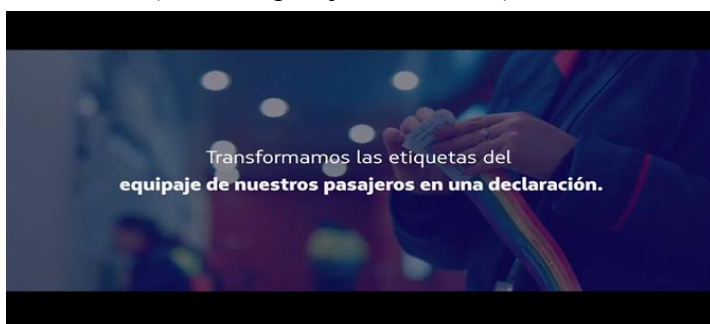 Transformamos las etiquetas del
equipaje de nuestros pasajeros en una declaración.